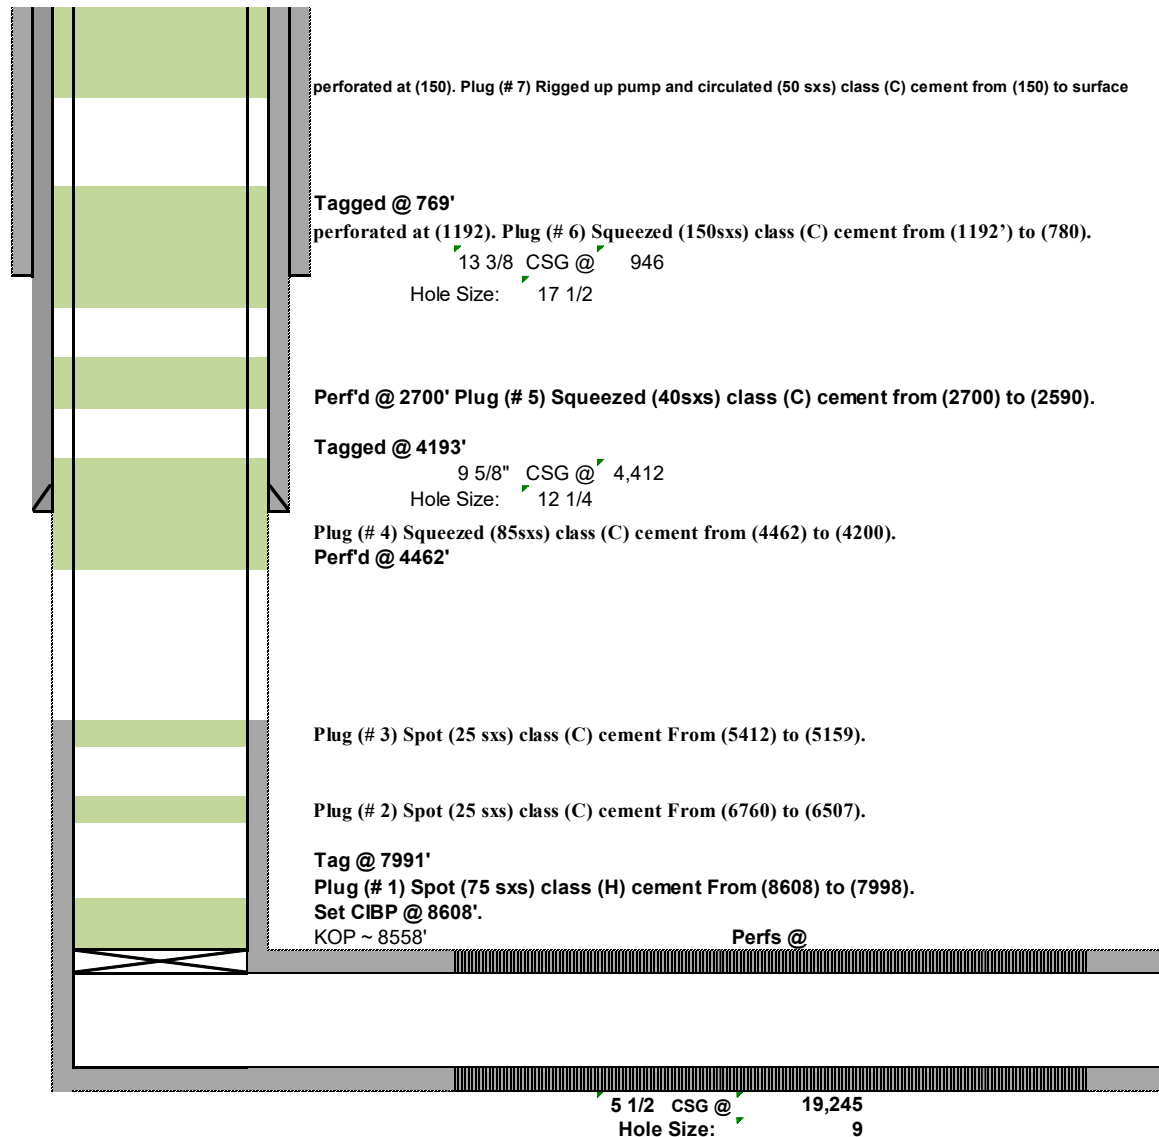 perforated at (150). Plug (# 7) Rigged up pump and circulated (50 sxs) class (C) cement from (150) to surface
Tagged @ 769'
perforated at (1192). Plug (# 6) Squeezed (150sxs) class (C) cement from (1192’) to (780).
13 3/8 CSG @ 946
Hole Size: 17 1/2
Perf'd @ 2700' Plug (# 5) Squeezed (40sxs) class (C) cement from (2700) to (2590).
Tagged @ 4193'
9 5/8" CSG @ 4,412
Hole Size: 12 1/4
Plug (# 4) Squeezed (85sxs) class (C) cement from (4462) to (4200).
Perf'd @ 4462'
Plug (# 3) Spot (25 sxs) class (C) cement From (5412) to (5159).
Plug (# 2) Spot (25 sxs) class (C) cement From (6760) to (6507).
Tag @ 7991'
Plug (# 1) Spot (75 sxs) class (H) cement From (8608) to (7998).
Set CIBP @ 8608'.
KOP ~ 8558' Perfs @
5 1/2 CSG @ 19,245
Hole Size: 9